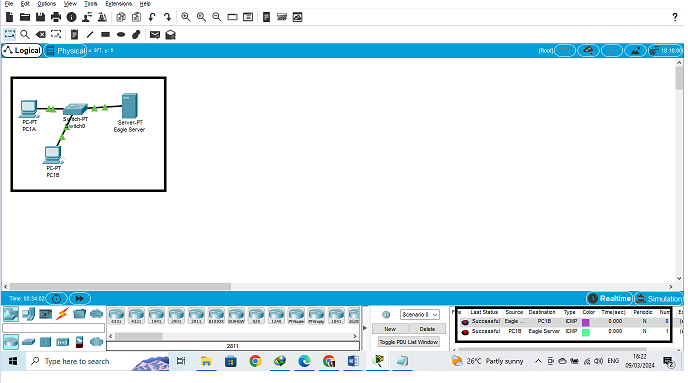 File Edit Options View Tools Extensions Help
?
Logical Physical x: 977, y: 5 [Root] 18:18:00
PC-PT
PC1A
Switch-PT
Switch0
Server-PT
Eagle Server
PC-PT
PC1B
Time: 00:34:02 Realtime Simulation
4331 4321 1941 2901 2911 819IOX 819HGW 829 1240 PT-Router PT-Empty 1941 2620
2811
Scenario 0
New Delete
Toggle PDU List Window
Last Status Source Destination Type Color Time(sec) Periodic Num
Successful Eagle ... PC1B ICMP 0.000 N 0
Successful PC1B Eagle Server ICMP 0.000 N 1
Type here to search
26°C Partly sunny
ENG
16:22
09/03/2024
2